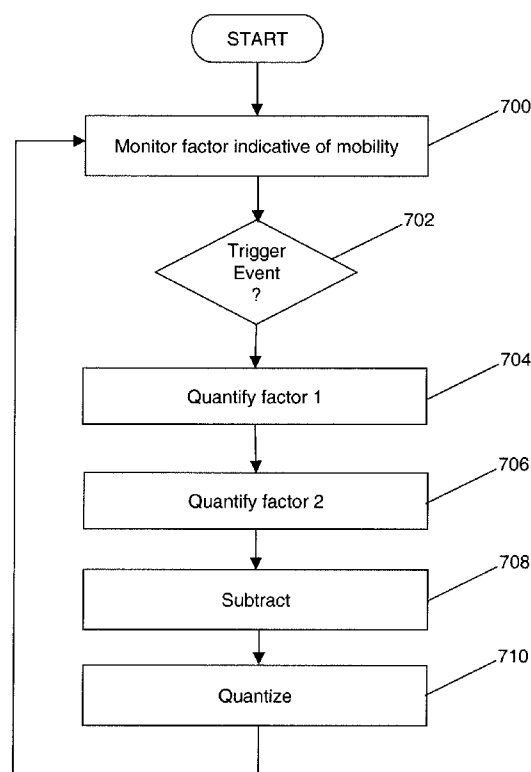 START
700
Monitor factor indicative of mobility
702
Trigger
Event
?
704
Quantify factor 1
706
Quantify factor 2
708
Subtract
710
Quantize